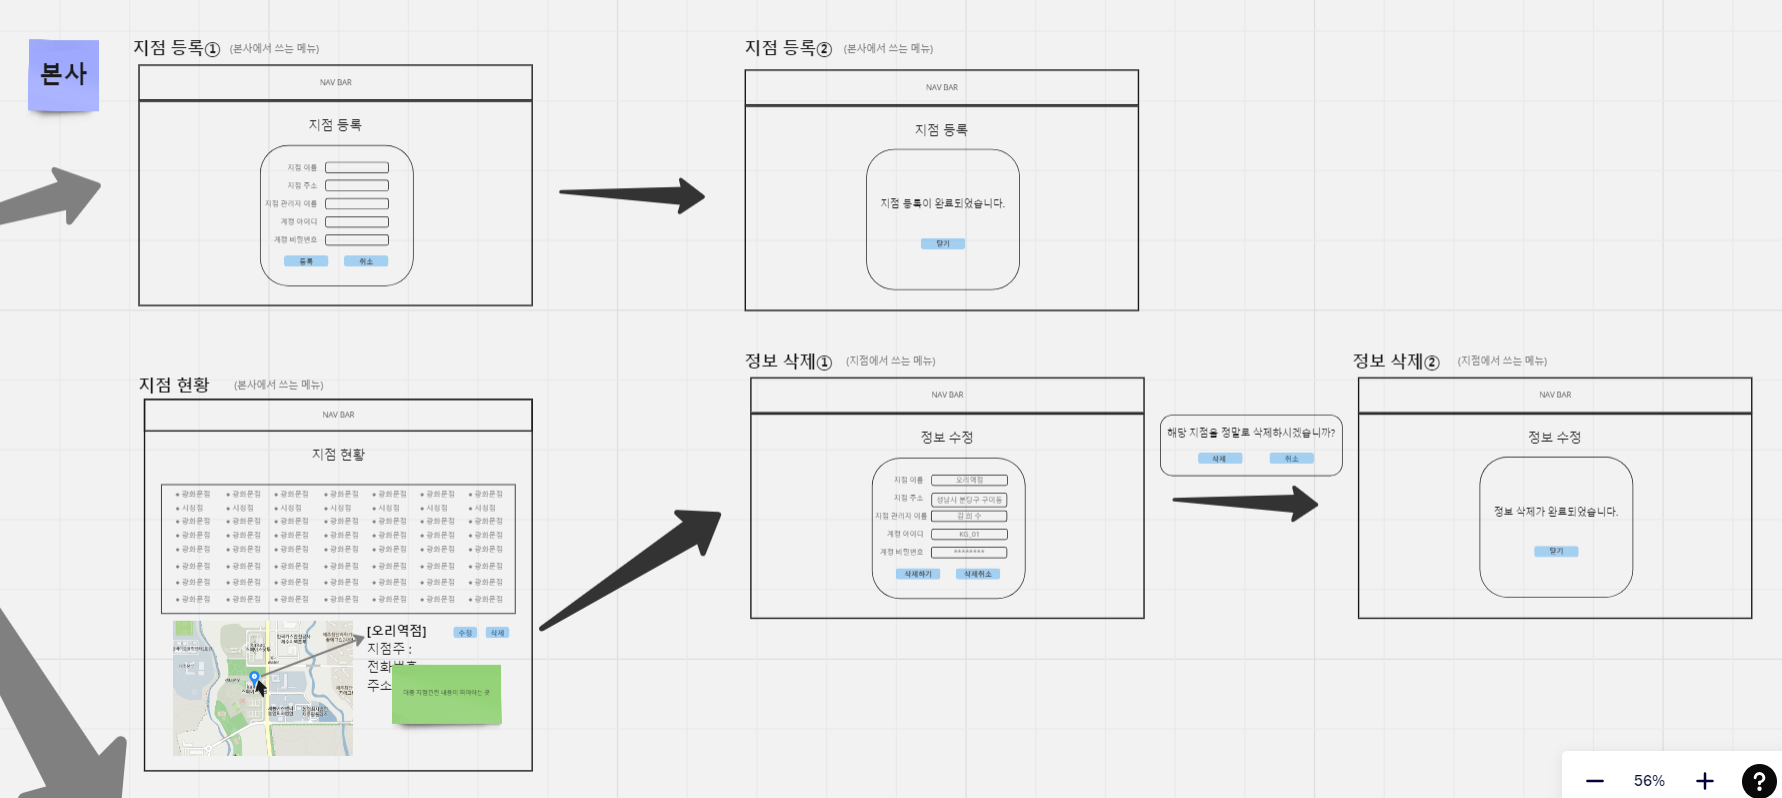 본사
지점 등록① (본사에서 쓰는 메뉴)
NAV BAR
지점 등록
지점 이름
지점 주소
지점 관리자 이름
계정 아이디
계정 비밀번호
등록 취소
지점 등록② (본사에서 쓰는 메뉴)
NAV BAR
지점 등록
지점 등록이 완료되었습니다.
닫기
지점 현황 (본사에서 쓰는 메뉴)
NAV BAR
지점 현황
• 광화문점 • 광화문점 • 광화문점 • 광화문점 • 광화문점 • 광화문점 • 광화문점
• 시청점 • 시청점 • 시청점 • 시청점 • 시청점 • 시청점 • 시청점
• 광화문점 • 광화문점 • 광화문점 • 광화문점 • 광화문점 • 광화문점 • 광화문점
• 광화문점 • 광화문점 • 광화문점 • 광화문점 • 광화문점 • 광화문점 • 광화문점
• 광화문점 • 광화문점 • 광화문점 • 광화문점 • 광화문점 • 광화문점 • 광화문점
• 광화문점 • 광화문점 • 광화문점 • 광화문점 • 광화문점 • 광화문점 • 광화문점
• 광화문점 • 광화문점 • 광화문점 • 광화문점 • 광화문점 • 광화문점 • 광화문점
• 광화문점 • 광화문점 • 광화문점 • 광화문점 • 광화문점 • 광화문점 • 광화문점
[오리역점] 수정 삭제
지점주 :
전화번호
주소
정보 삭제① (지점에서 쓰는 메뉴)
NAV BAR
정보 수정
지점 이름 오리역점
지점 주소 성남시 분당구 구미동
지점 관리자 이름 김희수
계정 아이디 KG_01
계정 비밀번호 ********
삭제하기 삭제취소
해당 지점을 정말로 삭제하시겠습니까?
삭제 취소
정보 삭제② (지점에서 쓰는 메뉴)
NAV BAR
정보 수정
정보 삭제가 완료되었습니다.
닫기
56%